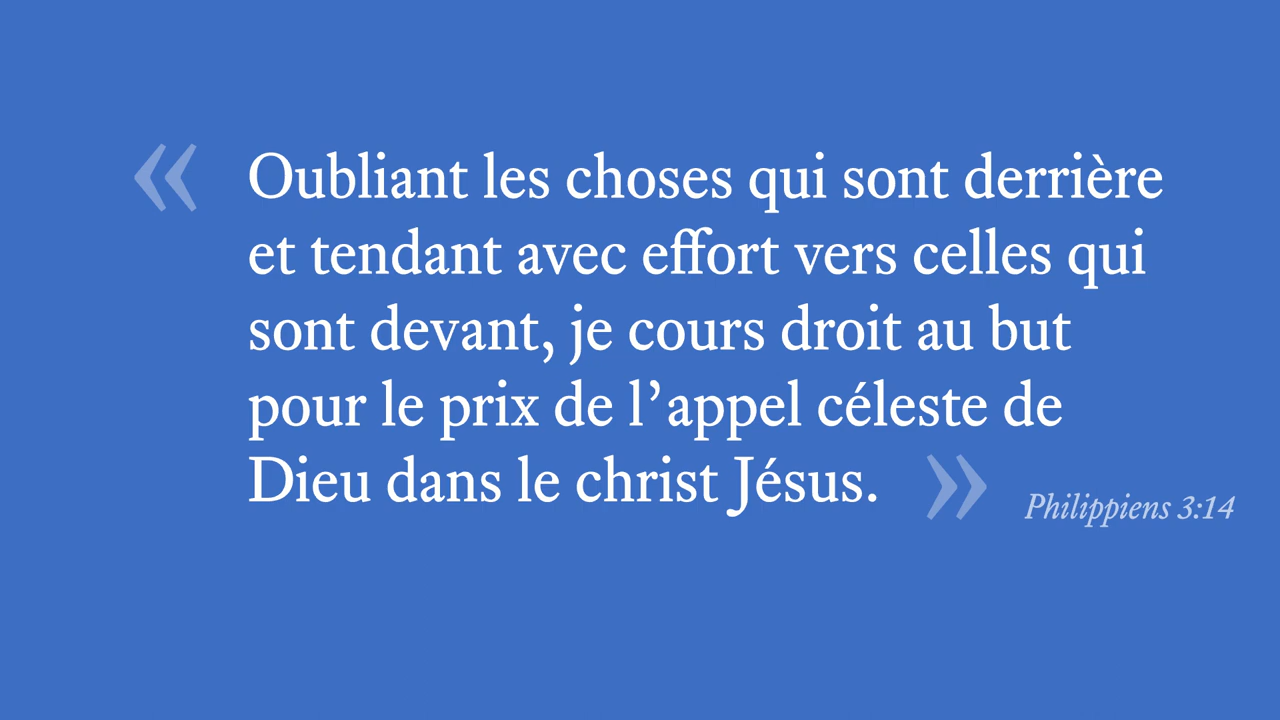 « Oubliant les choses qui sont derrière
et tendant avec effort vers celles qui
sont devant, je cours droit au but
pour le prix de l’appel céleste de
Dieu dans le christ Jésus. » Philippiens 3:14